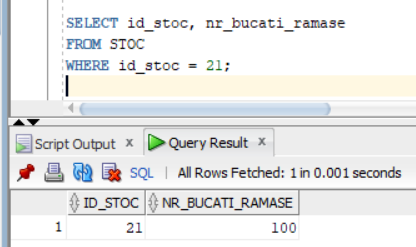 SELECT id_stoc, nr_bucati_ramase
FROM STOC
WHERE id_stoc = 21;
Script Output x Query Result x
SQL | All Rows Fetched: 1 in 0.001 seconds
ID_STOC NR_BUCATI_RAMASE
1 21 100